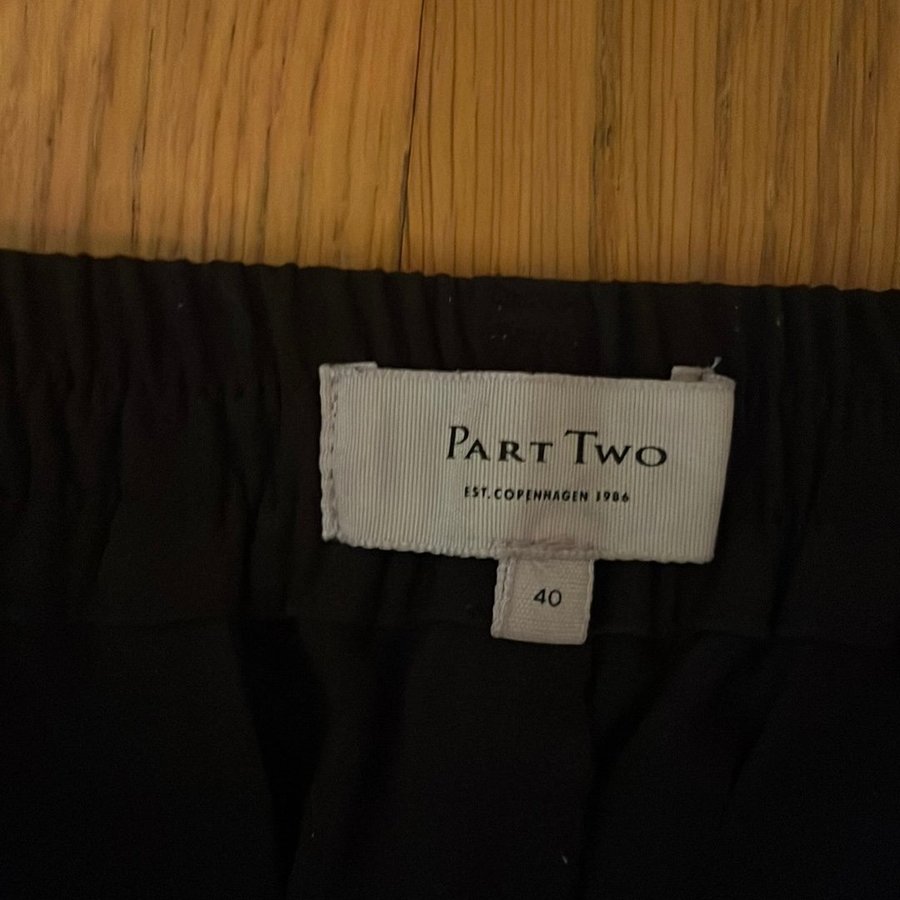 PART TWO
EST. COPENHAGEN 1986
40